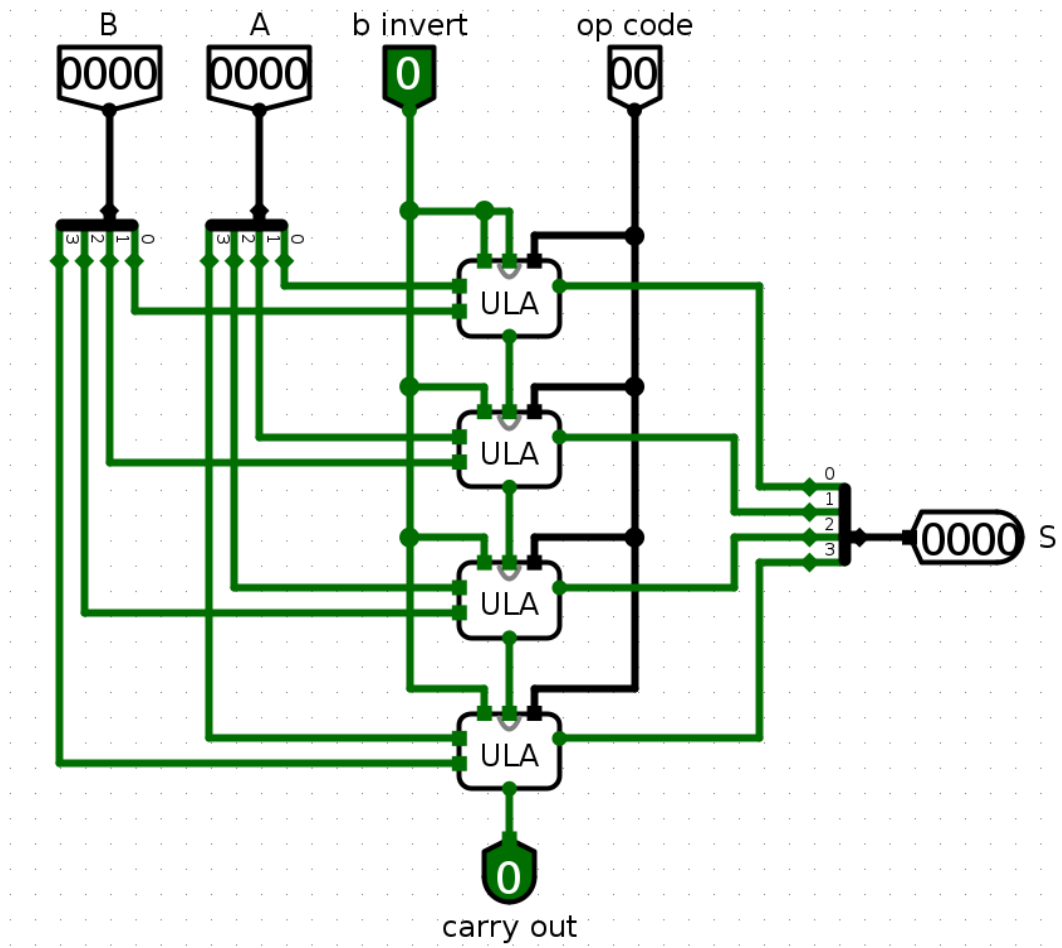 B A b invert op code
0000 0000 0 00
3 2 1 0 3 2 1 0
ULA
ULA
0
1
2
3
0000 S
ULA
ULA
0
carry out